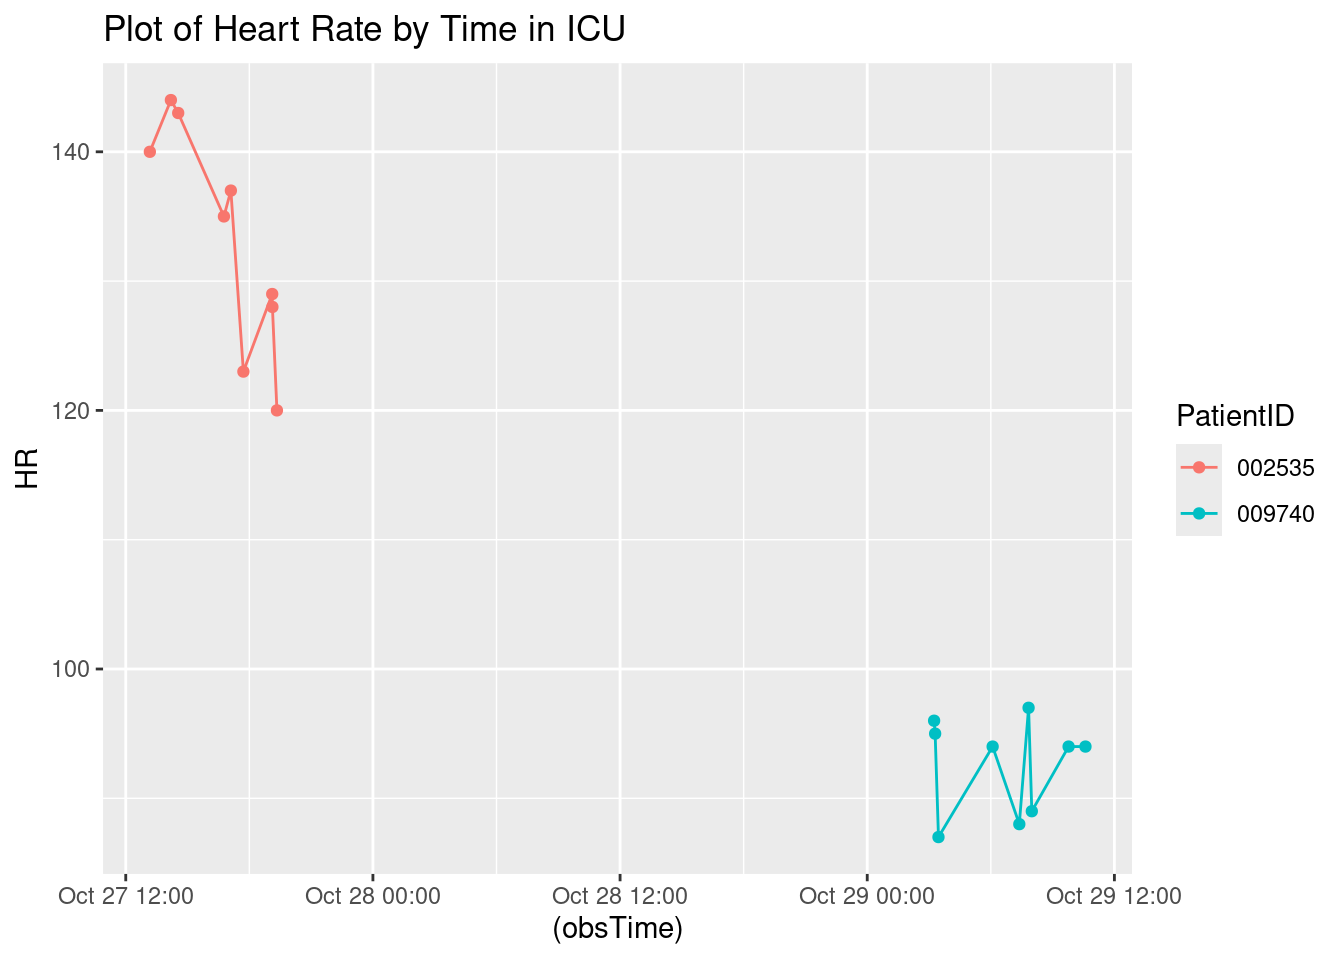 Plot of Heart Rate by Time in ICU
140
120
100
HR
Oct 27 12:00
Oct 28 00:00
Oct 28 12:00
Oct 29 00:00
Oct 29 12:00
(obsTime)
PatientID
002535
009740